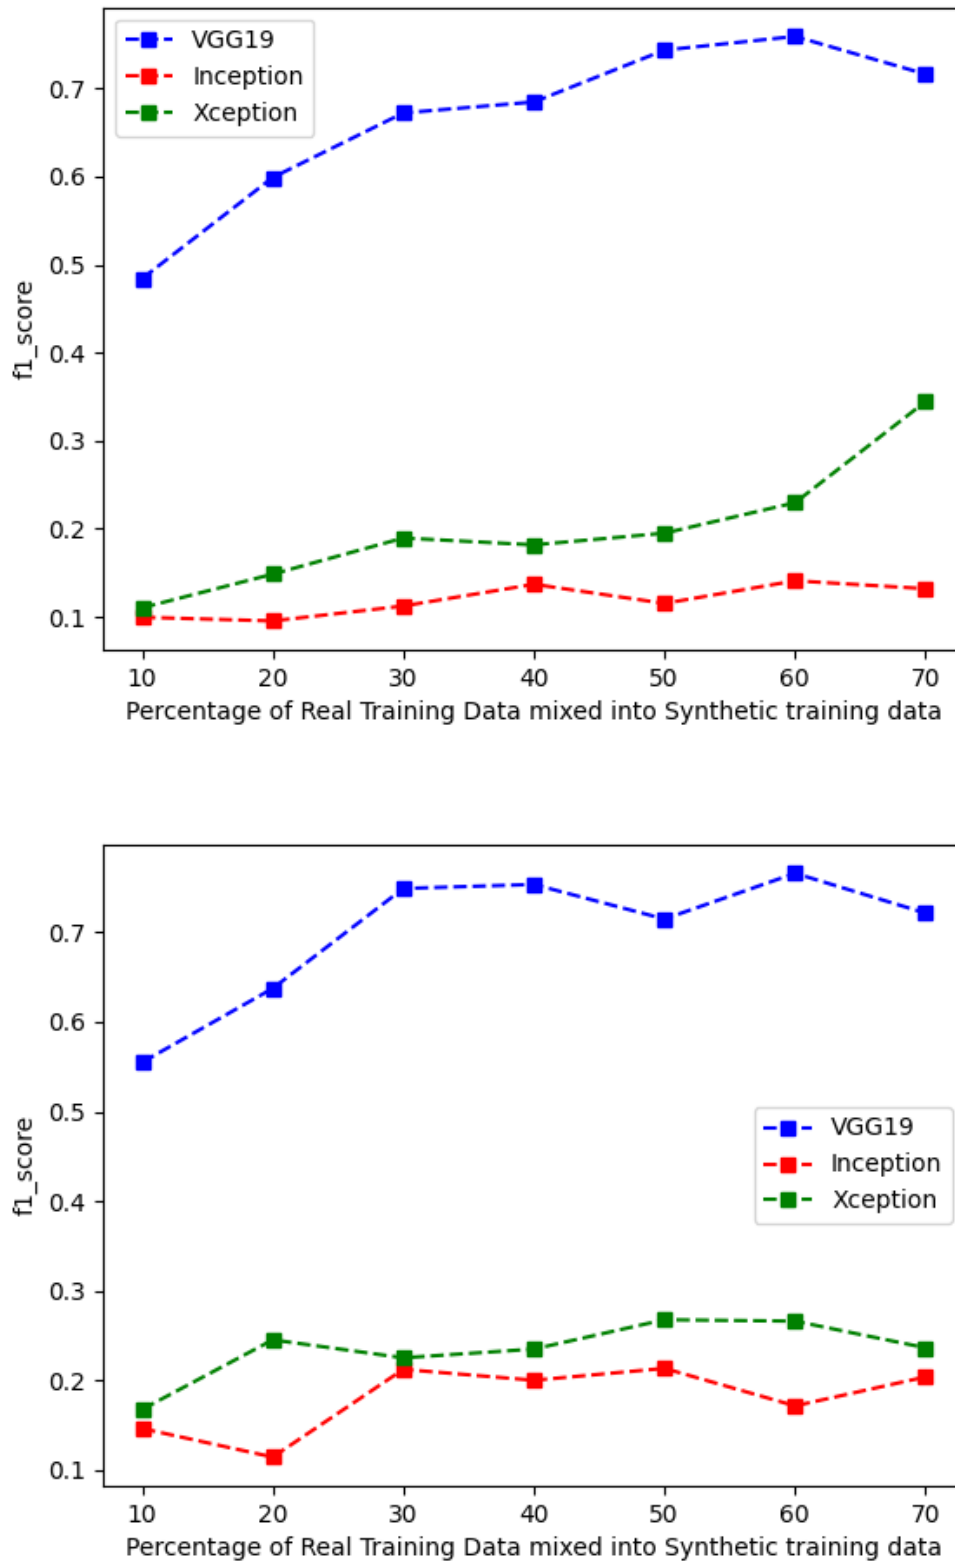 VGG19
Inception
Xception
0.7
0.6
0.5
0.4
0.3
0.2
0.1
f1_score
10 20 30 40 50 60 70
Percentage of Real Training Data mixed into Synthetic training data
0.7
0.6
0.5
0.4
0.3
0.2
0.1
f1_score
VGG19
Inception
Xception
10 20 30 40 50 60 70
Percentage of Real Training Data mixed into Synthetic training data